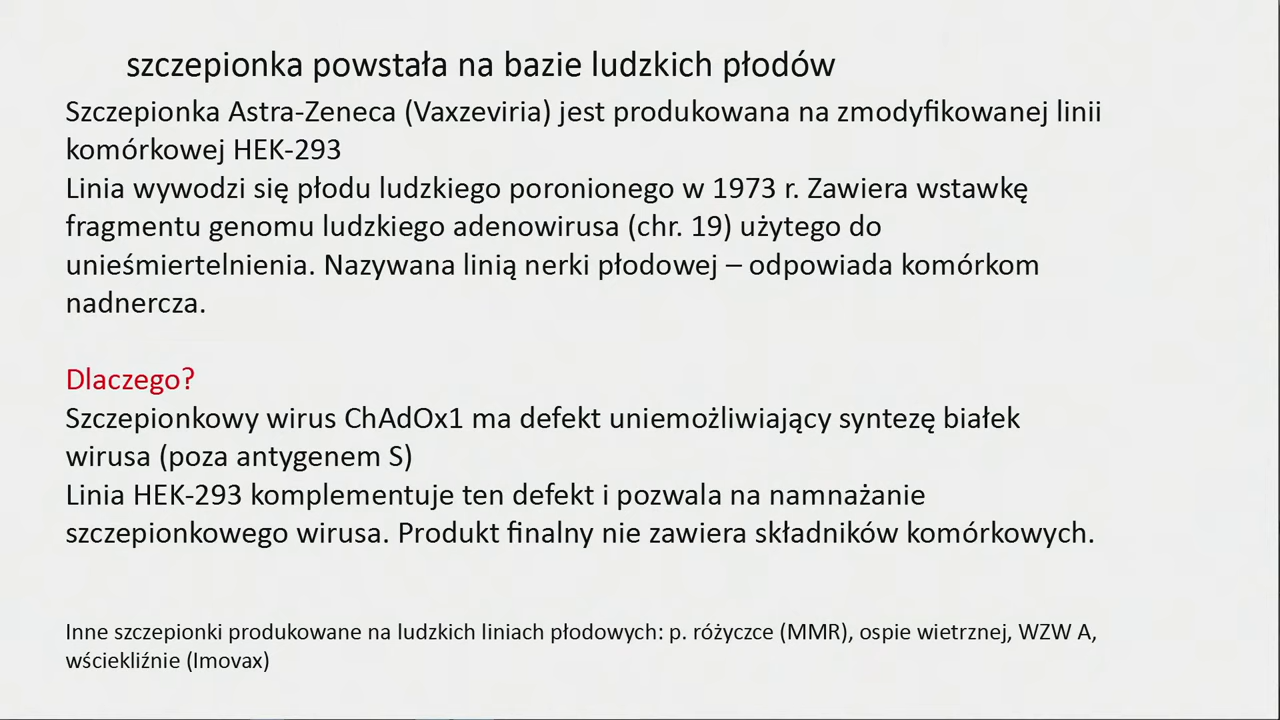 szczepionka powstała na bazie ludzkich płodów
Szczepionka Astra-Zeneca (Vaxzeviria) jest produkowana na zmodyfikowanej linii
komórkowej HEK-293
Linia wywodzi się płodu ludzkiego poronionego w 1973 r. Zawiera wstawkę
fragmentu genomu ludzkiego adenowirusa (chr. 19) użytego do
unieśmiertelnienia. Nazywana linią nerki płodowej – odpowiada komórkom
nadnercza.
Dlaczego?
Szczepionkowy wirus ChAdOx1 ma defekt uniemożliwiający syntezę białek
wirusa (poza antygenem S)
Linia HEK-293 komplementuje ten defekt i pozwala na namnażanie
szczepionkowego wirusa. Produkt finalny nie zawiera składników komórkowych.
Inne szczepionki produkowane na ludzkich liniach płodowych: p. różyczce (MMR), ospie wietrznej, WZW A,
wściekliźnie (Imovax)